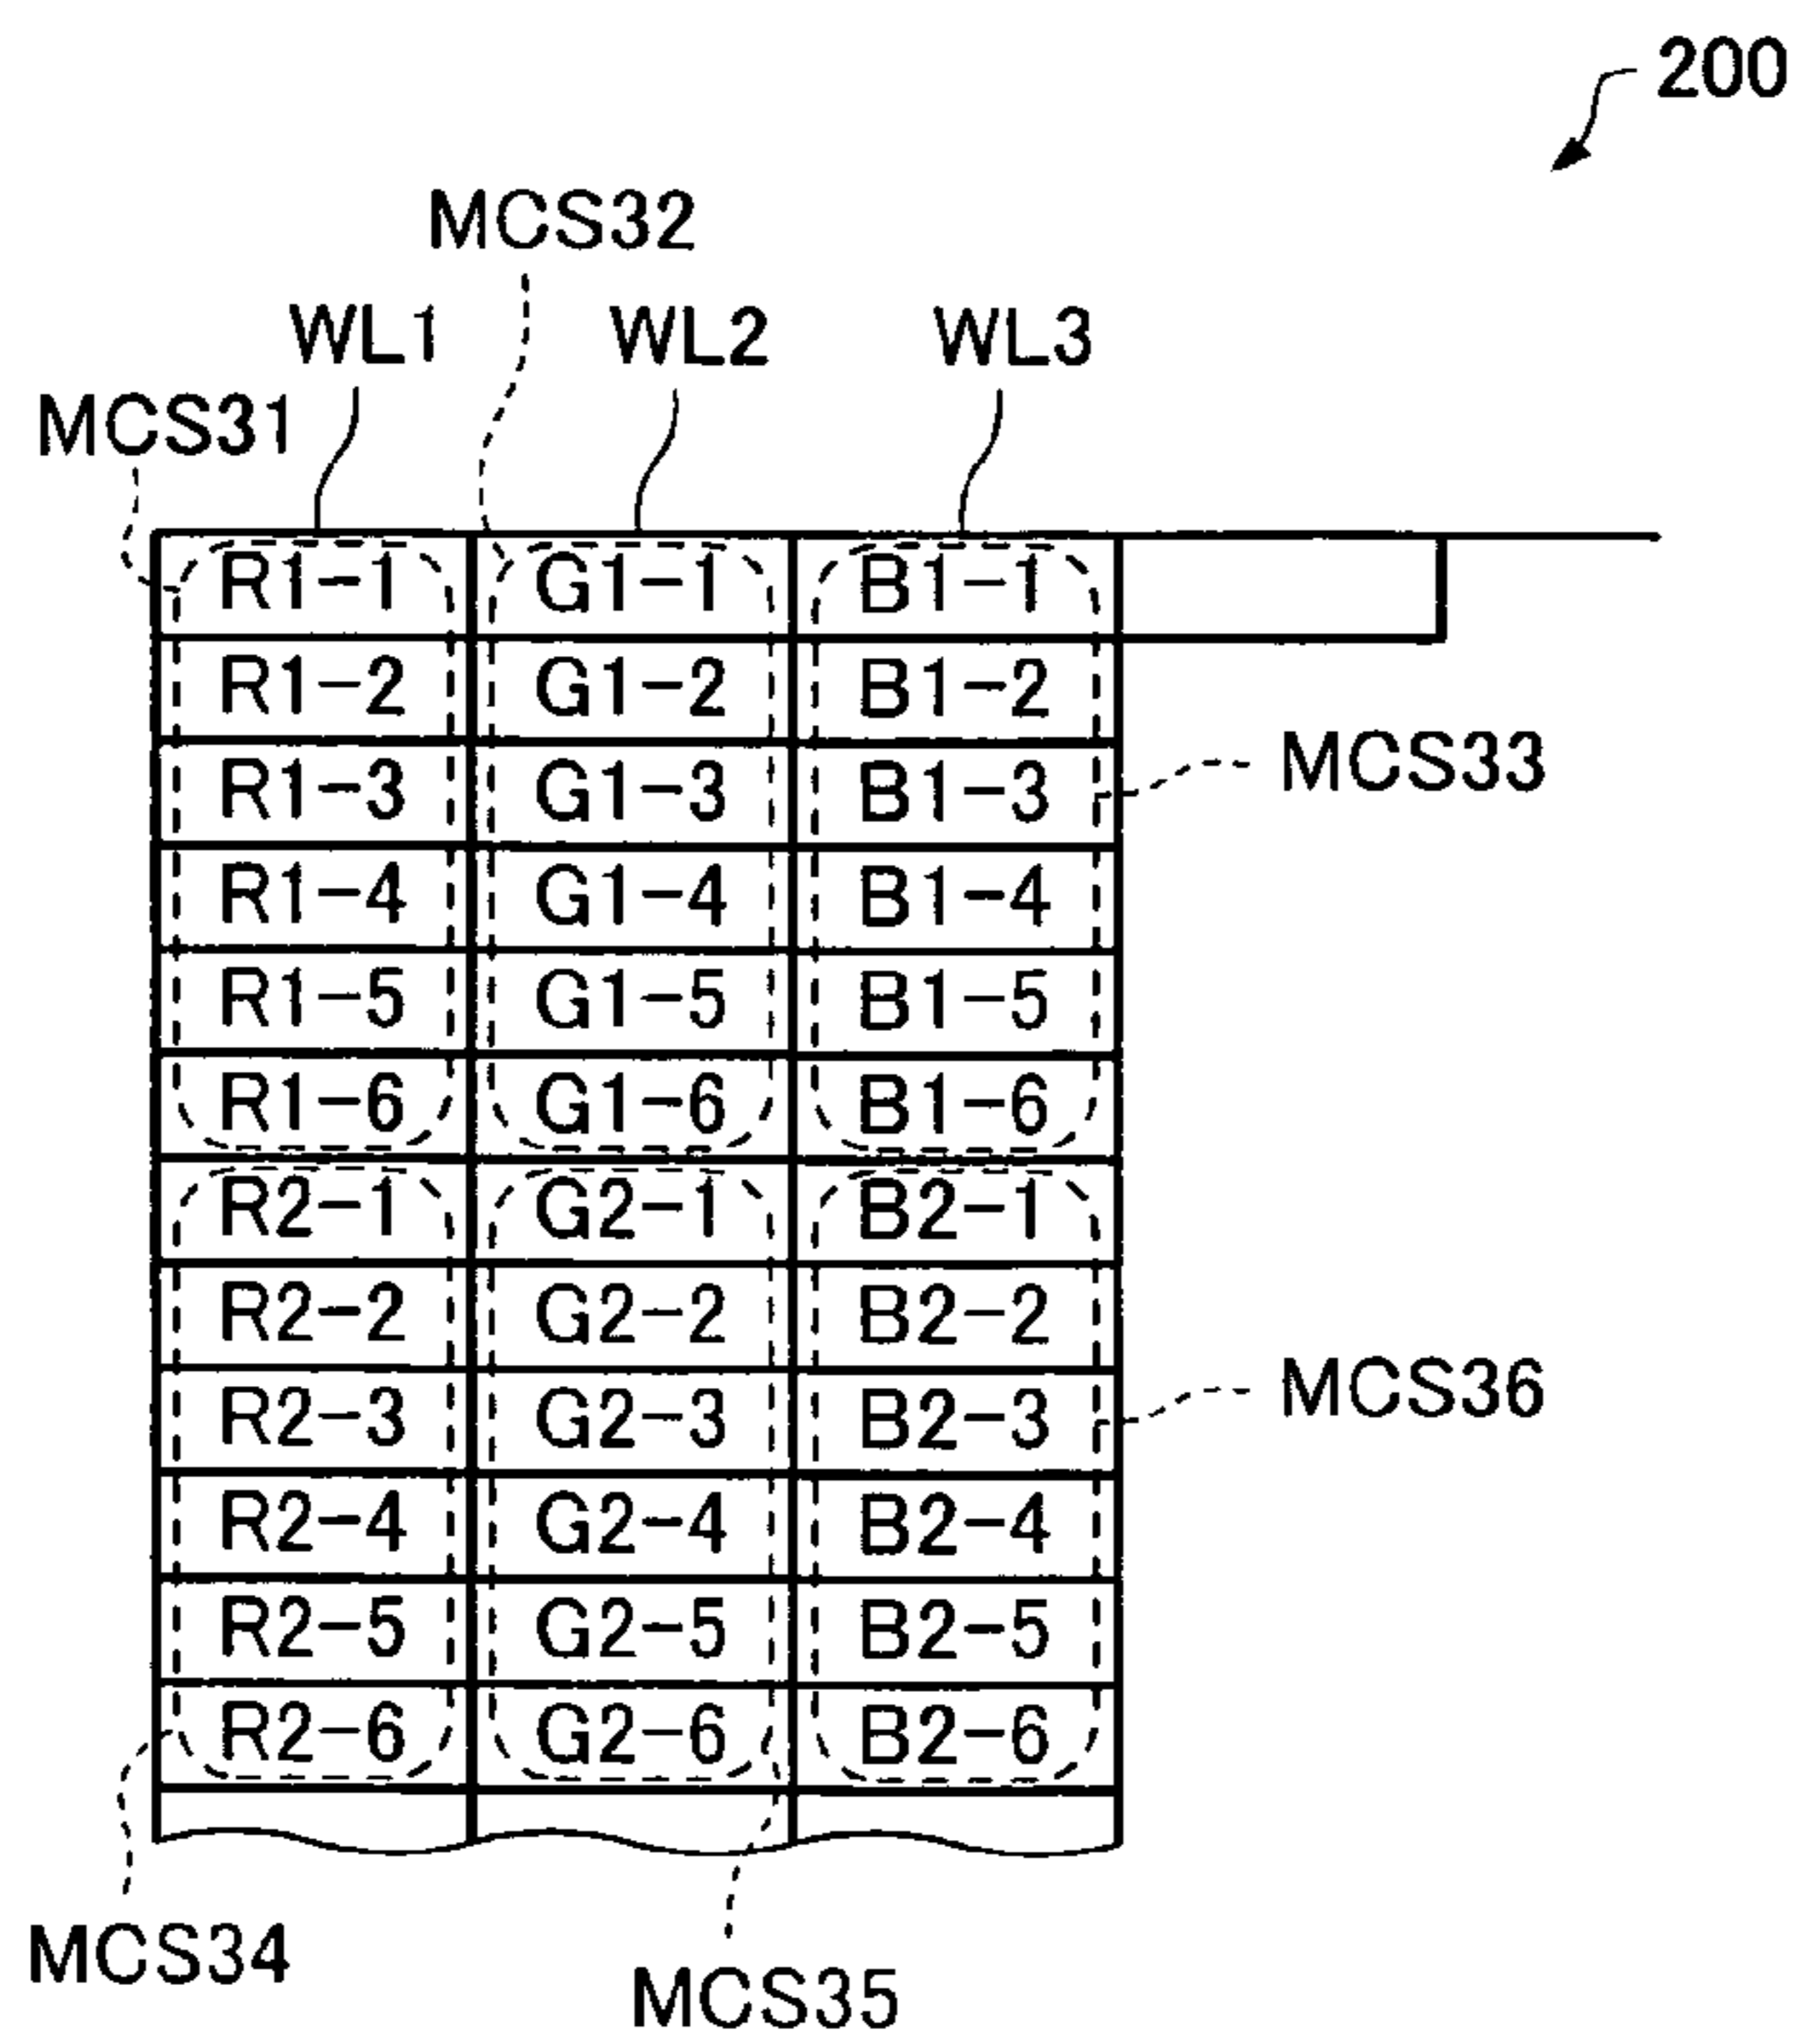 200
MCS32
WL1 WL2 WL3
MCS31
R1-1 G1-1 B1-1
R1-2 G1-2 B1-2
MCS33
R1-3 G1-3 B1-3
R1-4 G1-4 B1-4
R1-5 G1-5 B1-5
R1-6 G1-6 B1-6
R2-1 G2-1 B2-1
R2-2 G2-2 B2-2
MCS36
R2-3 G2-3 B2-3
R2-4 G2-4 B2-4
R2-5 G2-5 B2-5
R2-6 G2-6 B2-6
MCS34
MCS35